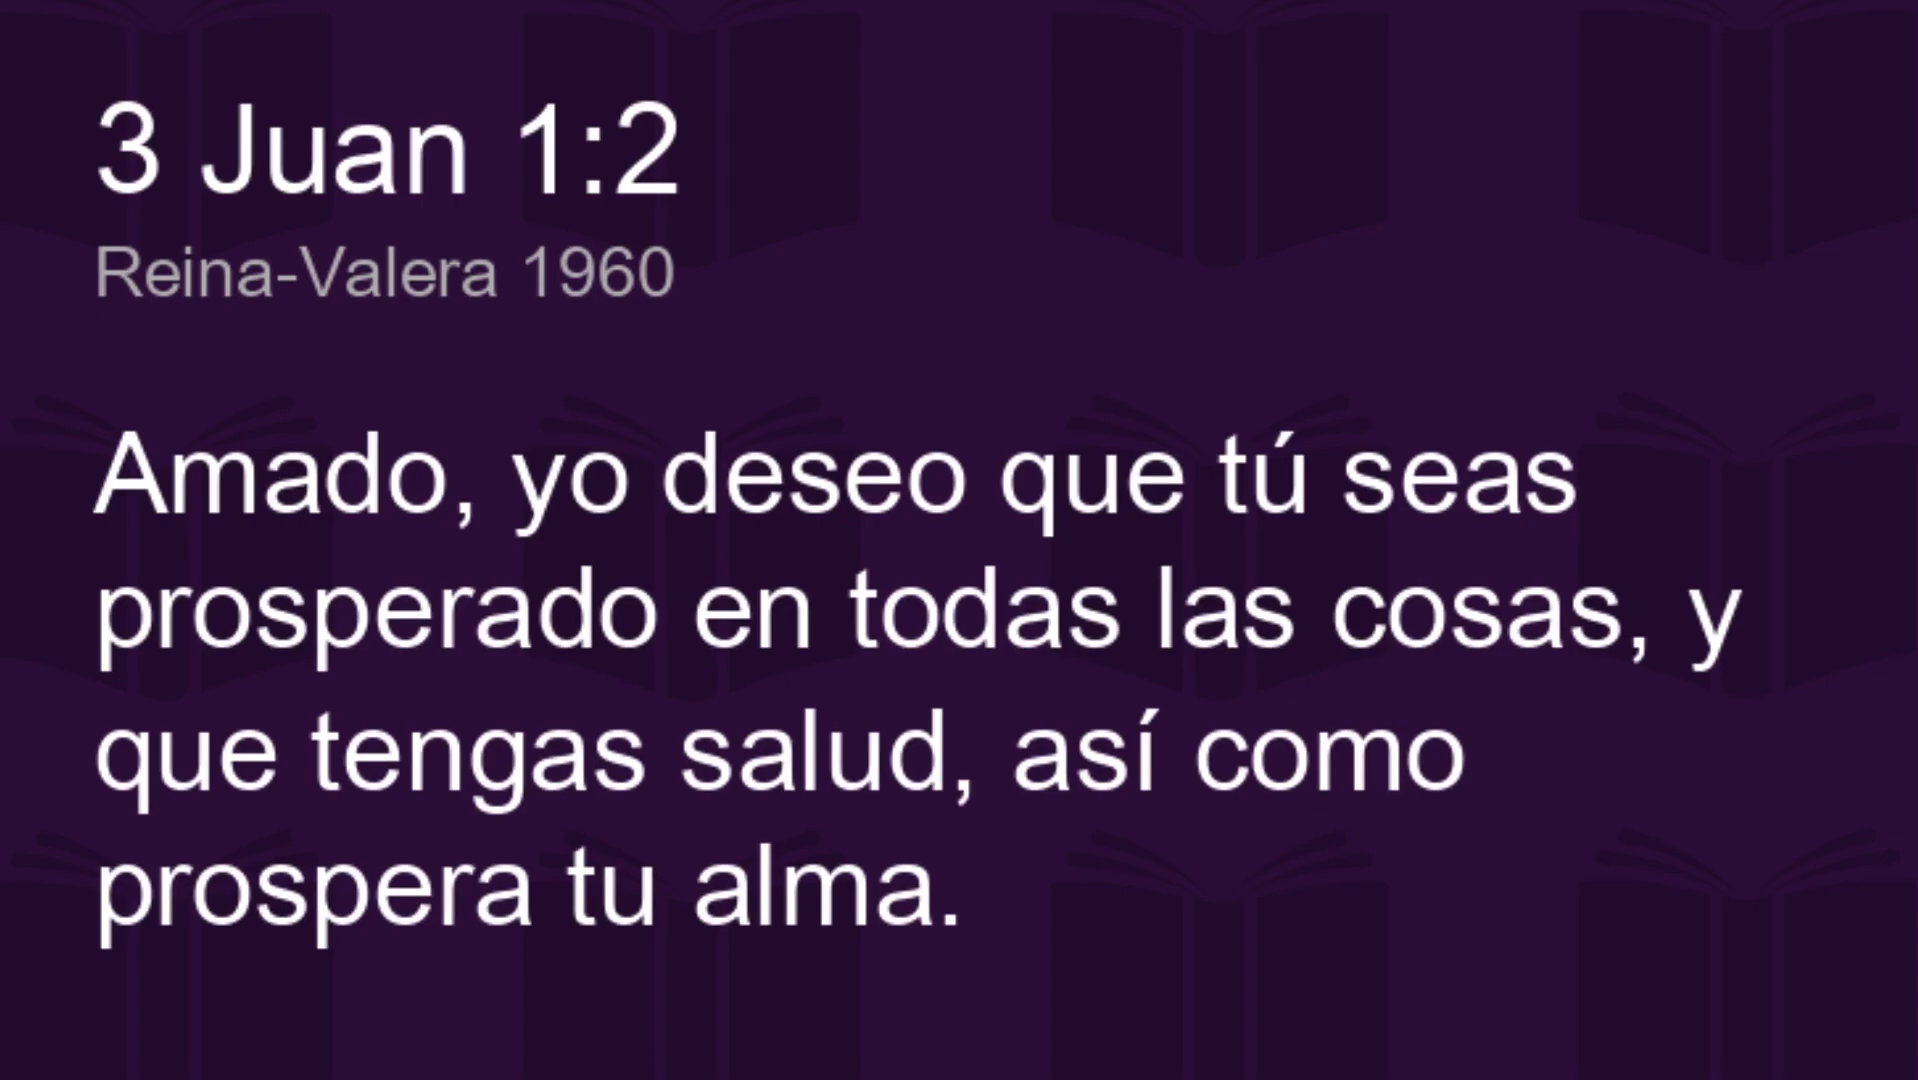 3 Juan 1:2
Reina-Valera 1960
Amado, yo deseo que tú seas
prosperado en todas las cosas, y
que tengas salud, así como
prospera tu alma.